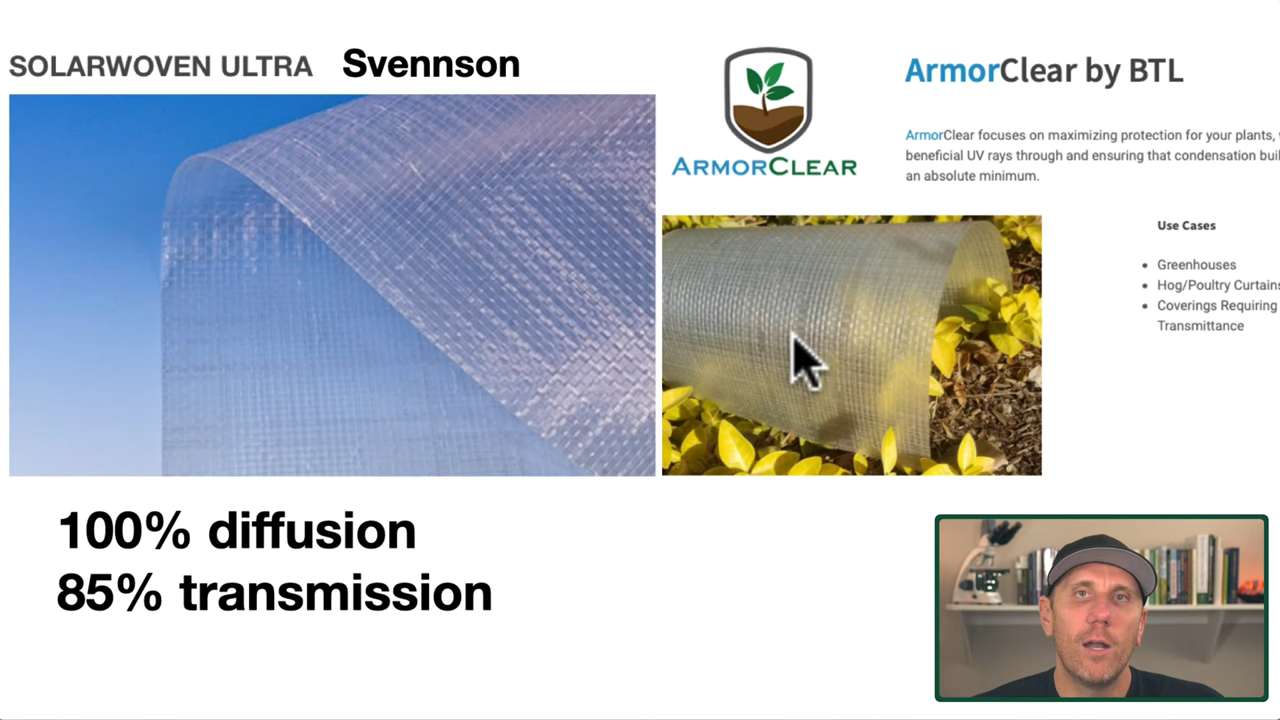 SOLARWOVEN ULTRA Svennson
ARMORCLEAR
ArmorClear by BTL
ArmorClear focuses on maximizing protection for your plants,
beneficial UV rays through and ensuring that condensation
an absolute minimum.
Use Cases
Greenhouses
Hog/Poultry Curtains
Coverings Requiring
Transmittance
100% diffusion
85% transmission